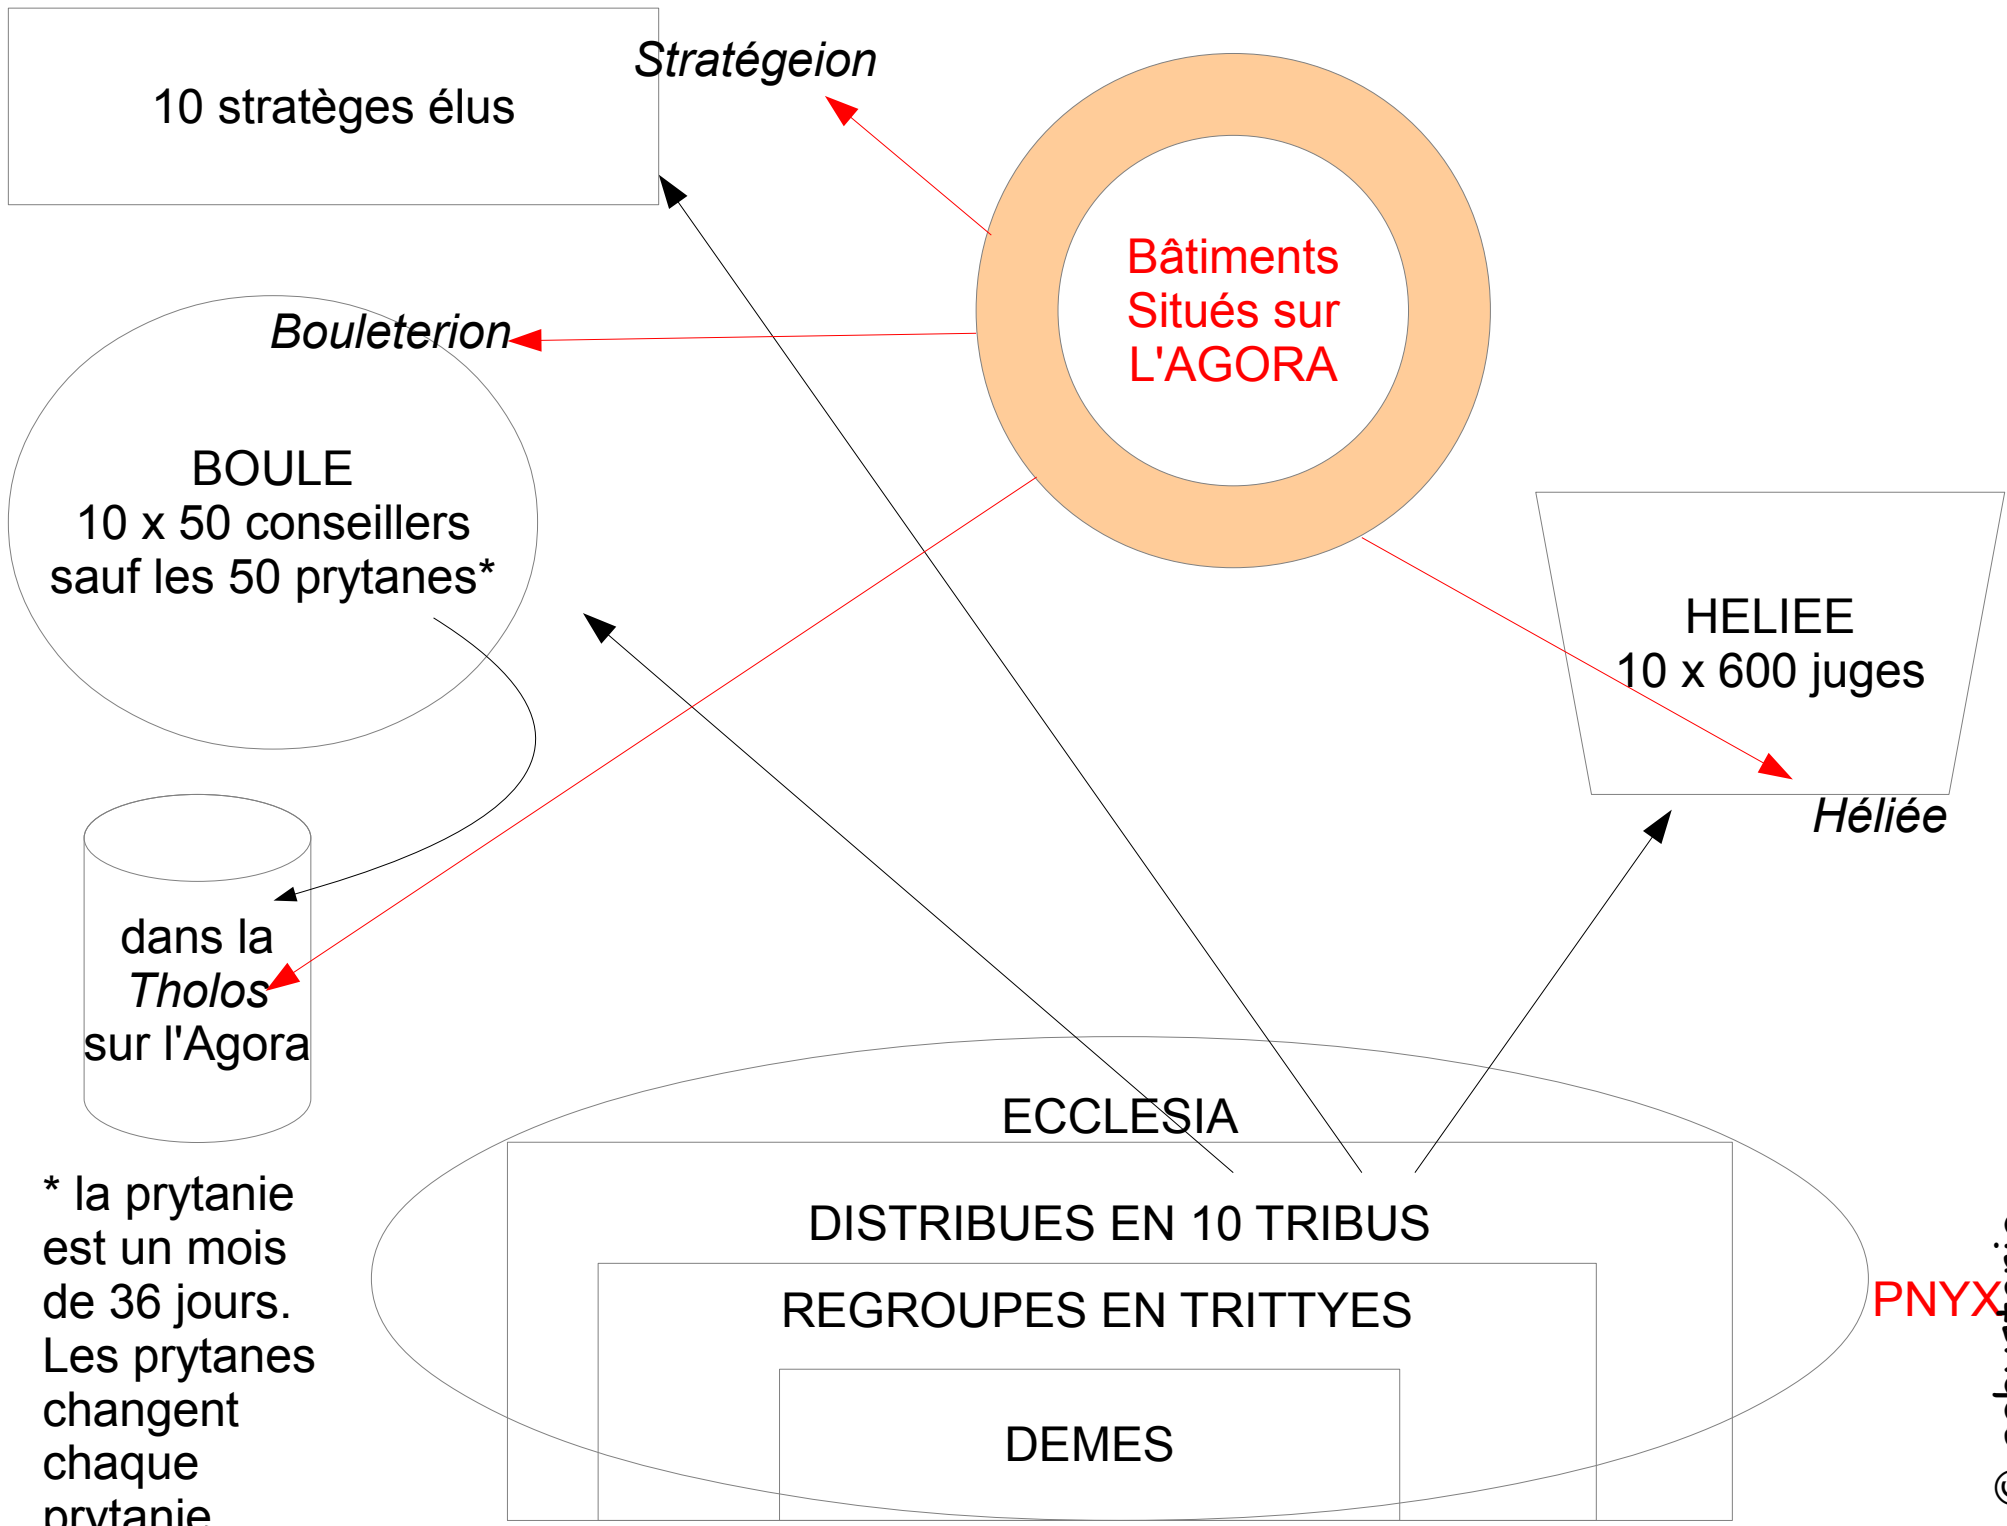 Stratégeion
10 stratèges élus
Bâtiments
Situés sur
L'AGORA
Bouleterion
BOULE
10 x 50 conseillers
sauf les 50 prytanes*
HELIEE
10 x 600 juges
Héliée
dans la
Tholos
sur l'Agora
ECCLESIA
DISTRIBUES EN 10 TRIBUS
REGROUPES EN TRITTYES
DEMES
PNYX
* la prytanie
est un mois
de 36 jours.
Les prytanes
changent
chaque
prytanie
©